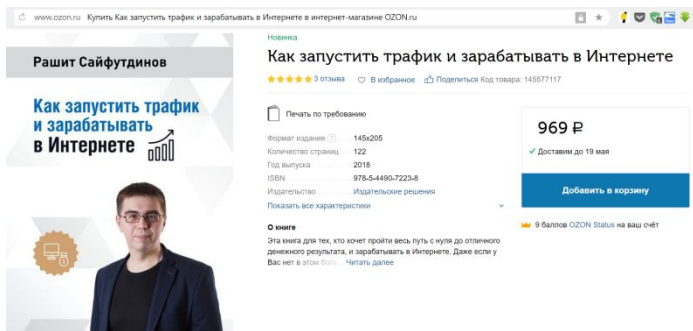 www.ozon.ru Купить Как запустить трафик и зарабатывать в Интернете в интернет-магазине OZON.ru
Рашит Сайфутдинов
Как запустить трафик
и зарабатывать
в Интернете
Новинка
Как запустить трафик и зарабатывать в Интернете
3 отзыва В избранное Поделиться Код товара: 145577117
Печать по требованию
Формат издания 145x205
Количество страниц 122
Год выпуска 2018
ISBN 978-5-4490-7223-8
Издательство Издательские решения
Показать все характеристики
О книге
Эта книга для тех, кто хочет пройти весь путь с нуля до отличного
денежного результата, и зарабатывать в Интернете. Даже если у
Вас нет в этом Читать далее
969 ₽
Доставим до 19 мая
Добавить в корзину
9 баллов OZON Status на ваш счёт